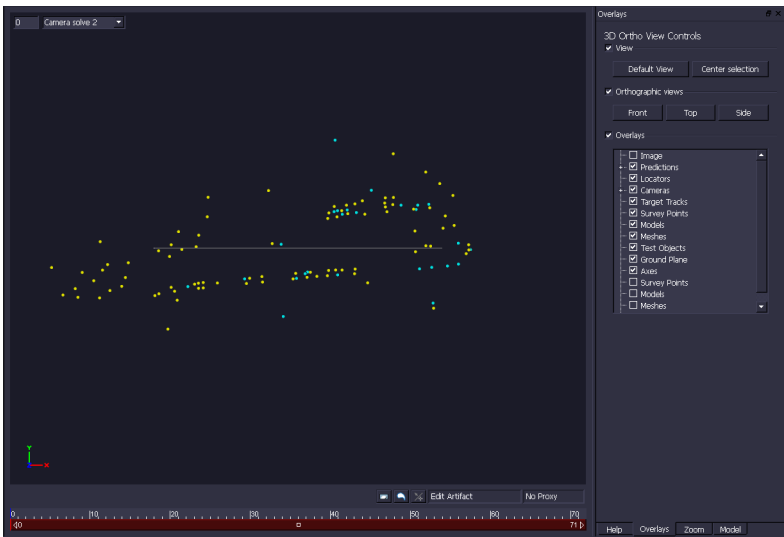 Overlays
0 Camera solve 2
3D Ortho View Controls
View
Default View Center selection
Orthographic views
Front Top Side
Overlays
Image
Predictions
Locators
Cameras
Target Tracks
Survey Points
Models
Meshes
Test Objects
Ground Plane
Axes
Survey Points
Models
Meshes
Y
X
Edit Artifact No Proxy
0 10 20 30 40 50 60 70
0 71
Help Overlays Zoom Model